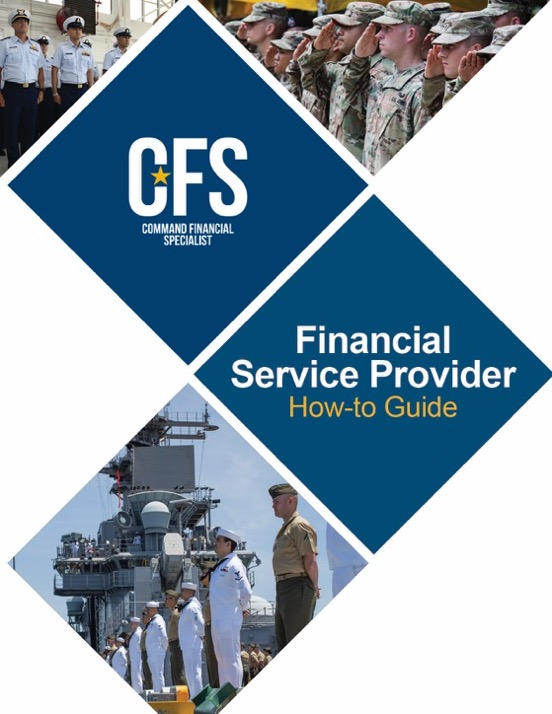 CFS
COMMAND FINANCIAL
SPECIALIST
Financial
Service Provider
How-to Guide